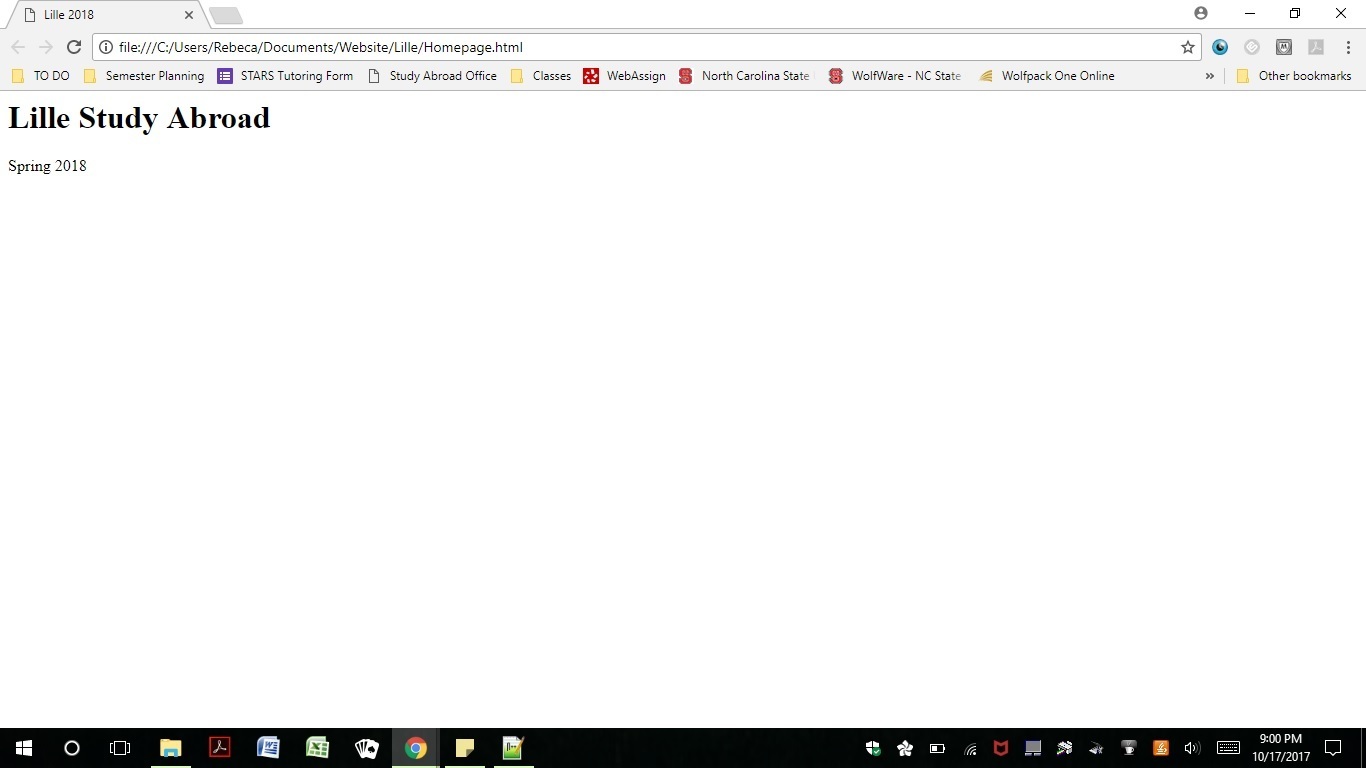 Lille 2018
file:///C:/Users/Rebeca/Documents/Website/Lille/Homepage.html
TO DO Semester Planning STARS Tutoring Form Study Abroad Office Classes WebAssign North Carolina State WolfWare - NC State Wolfpack One Online » Other bookmarks
Lille Study Abroad
Spring 2018
9:00 PM
10/17/2017